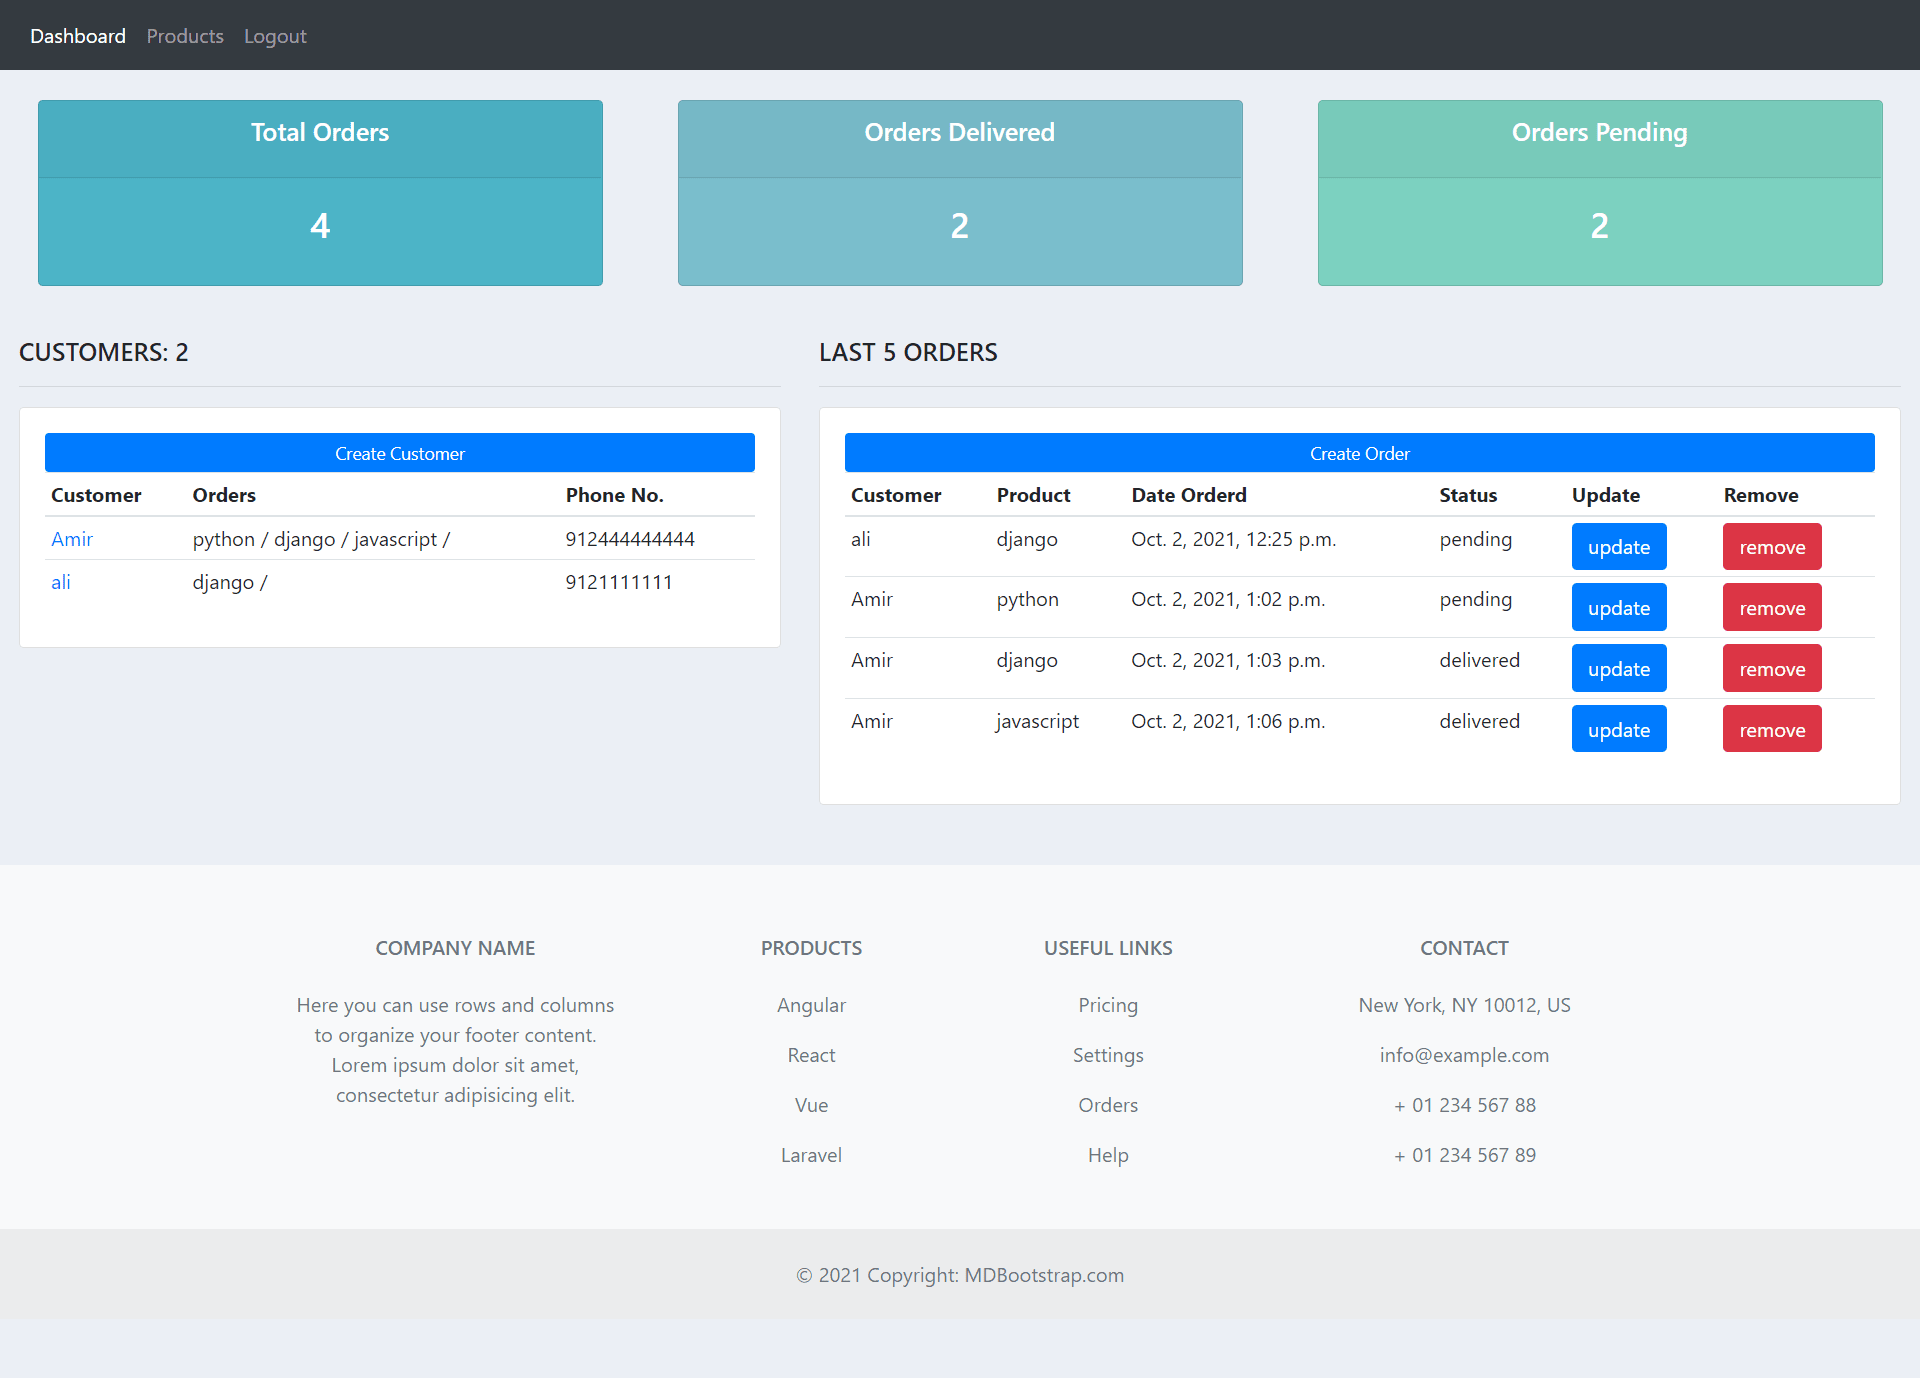 Dashboard Products Logout
Total Orders
4
Orders Delivered
2
Orders Pending
2
CUSTOMERS: 2
Create Customer
Customer Orders Phone No.
Amir python / django / javascript / 912444444444
ali django / 9121111111
LAST 5 ORDERS
Create Order
Customer Product Date Orderd Status Update Remove
ali django Oct. 2, 2021, 12:25 p.m. pending update remove
Amir python Oct. 2, 2021, 1:02 p.m. pending update remove
Amir django Oct. 2, 2021, 1:03 p.m. delivered update remove
Amir javascript Oct. 2, 2021, 1:06 p.m. delivered update remove
COMPANY NAME
Here you can use rows and columns
to organize your footer content.
Lorem ipsum dolor sit amet,
consectetur adipisicing elit.
PRODUCTS
Angular
React
Vue
Laravel
USEFUL LINKS
Pricing
Settings
Orders
Help
CONTACT
New York, NY 10012, US
info@example.com
+ 01 234 567 88
+ 01 234 567 89
© 2021 Copyright: MDBootstrap.com